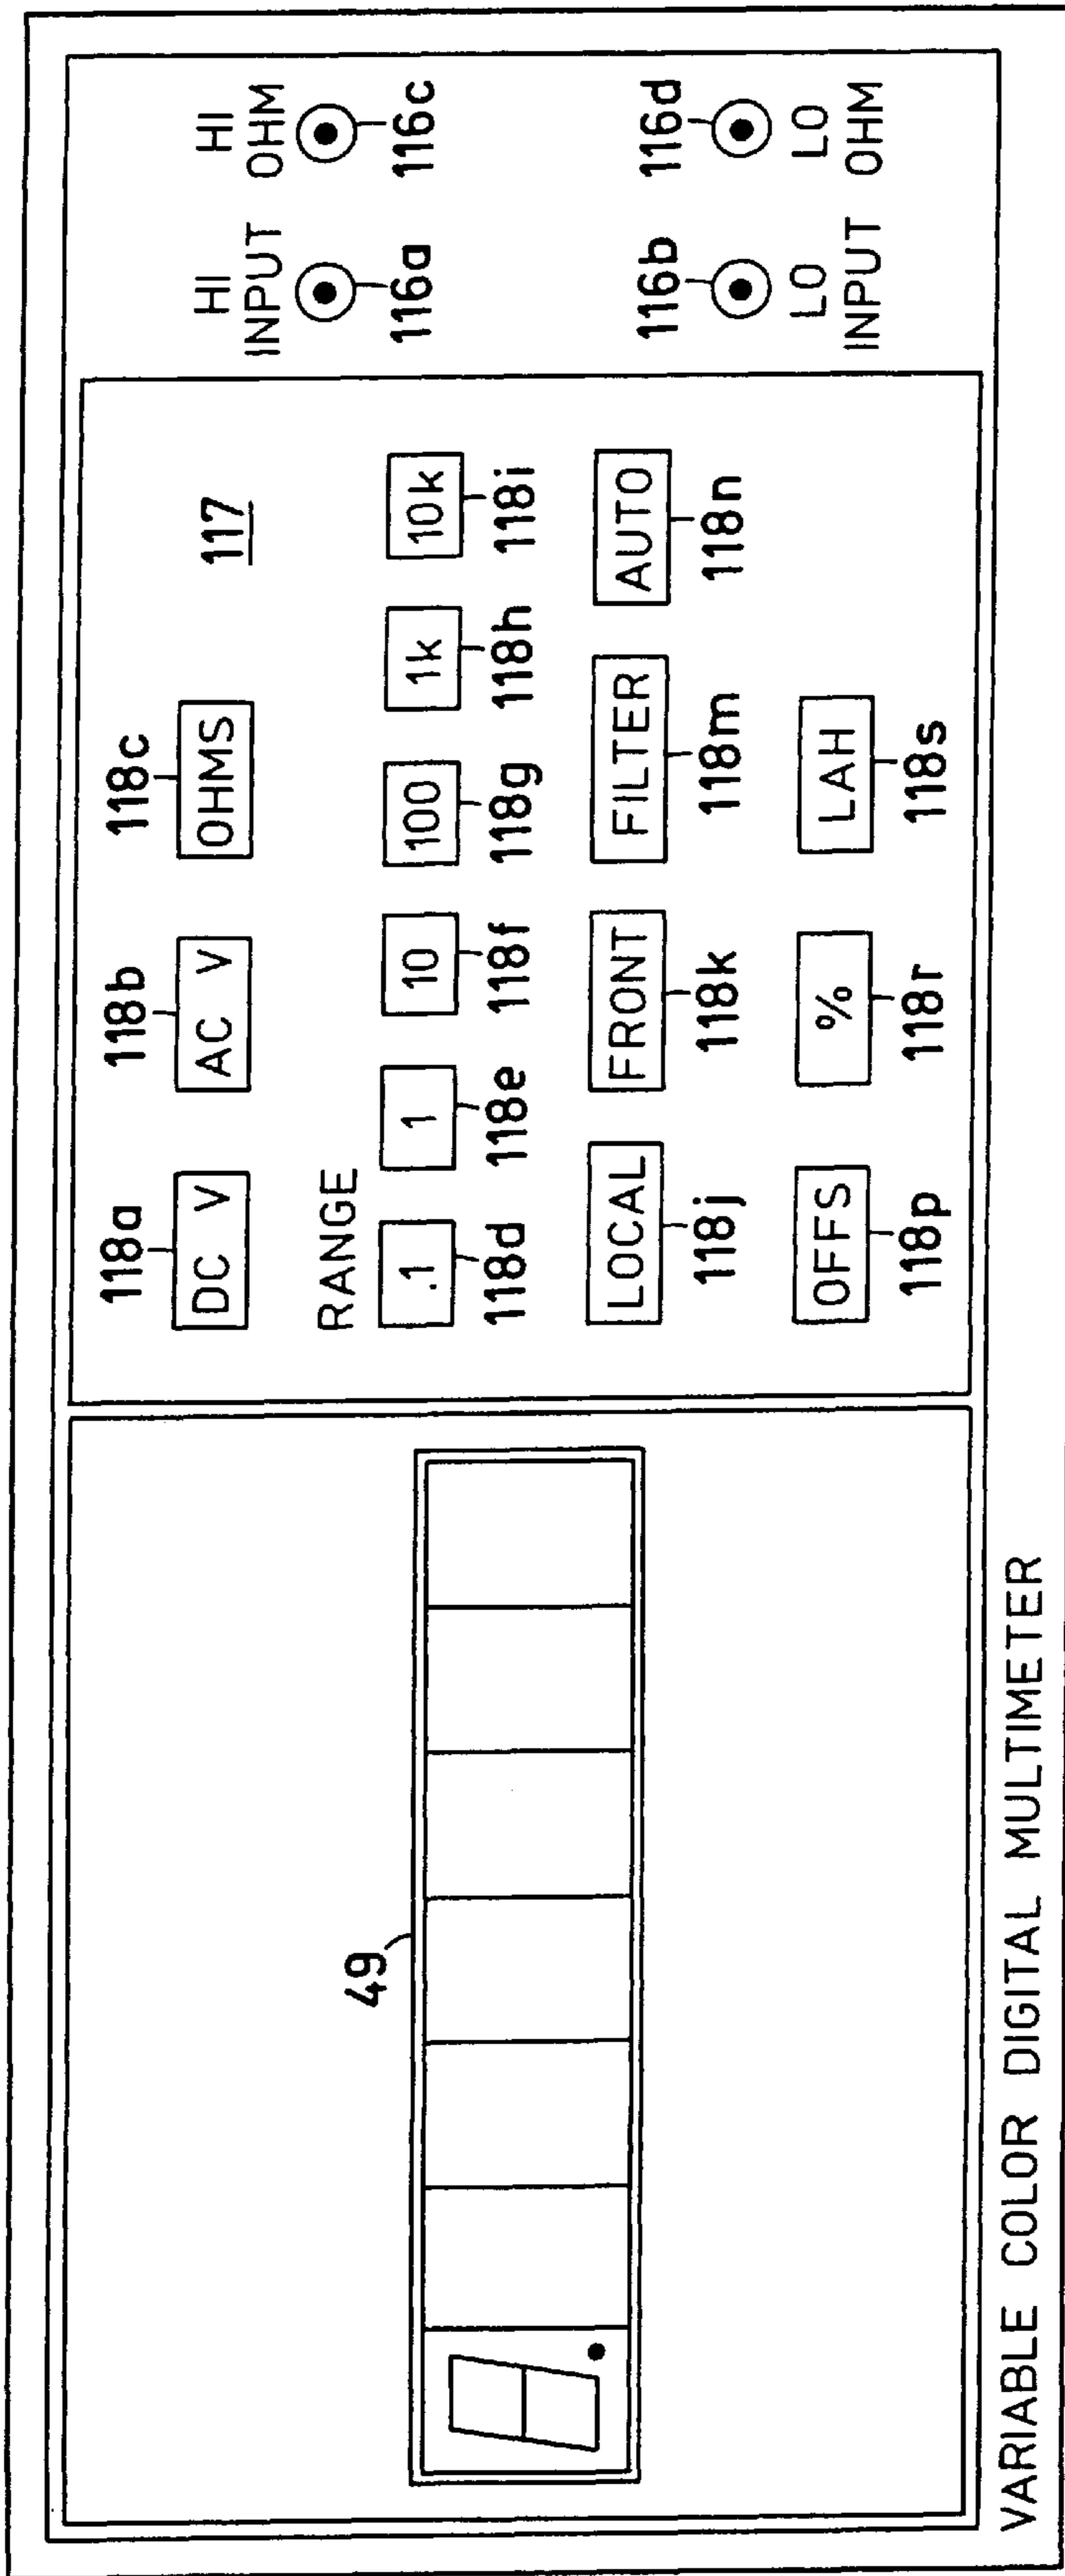 118a 118b 118c
DC V AC V OHMS
117
RANGE
.1 1 10 100 1k 10k
118d 118e 118f 118g 118h 118i
LOCAL FRONT FILTER AUTO
118j 118k 118m 118n
OFFS % LAH
118p 118r 118s
49
HI INPUT
HI OHM
116a 116c
116b 116d
LO INPUT
LO OHM
VARIABLE COLOR DIGITAL MULTIMETER